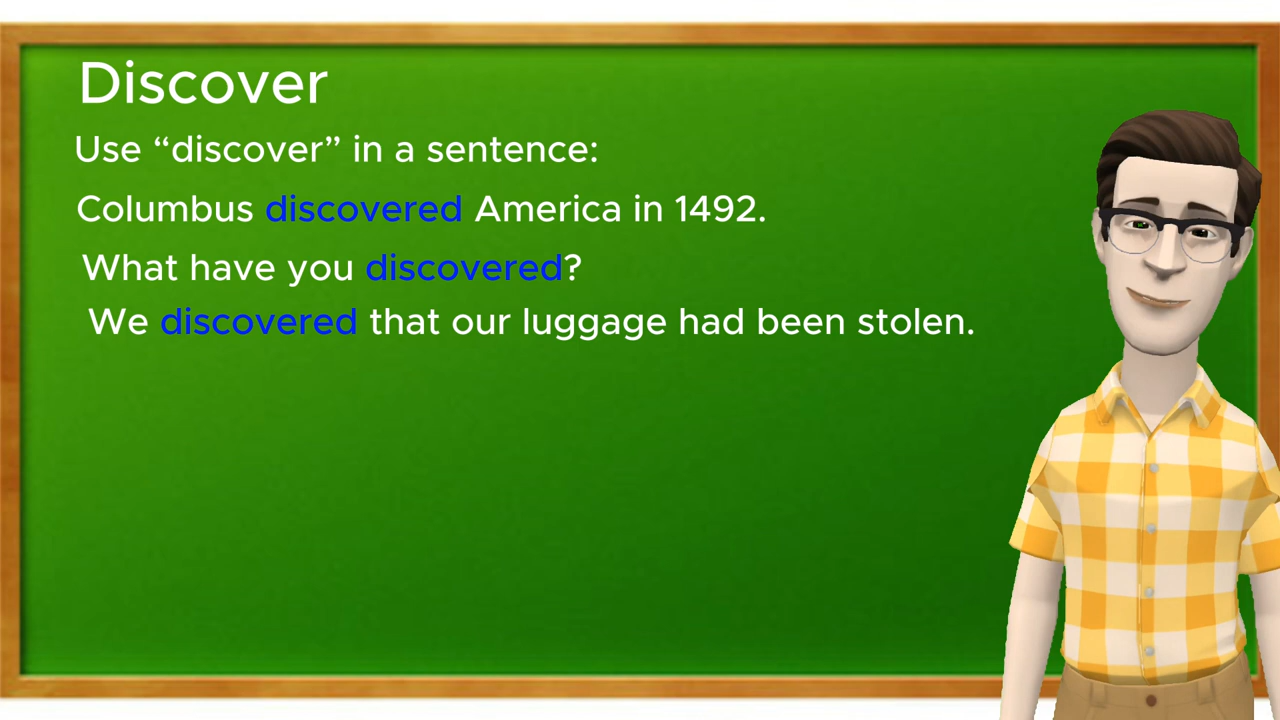 Discover
Use “discover” in a sentence:
Columbus discovered America in 1492.
What have you discovered?
We discovered that our luggage had been stolen.